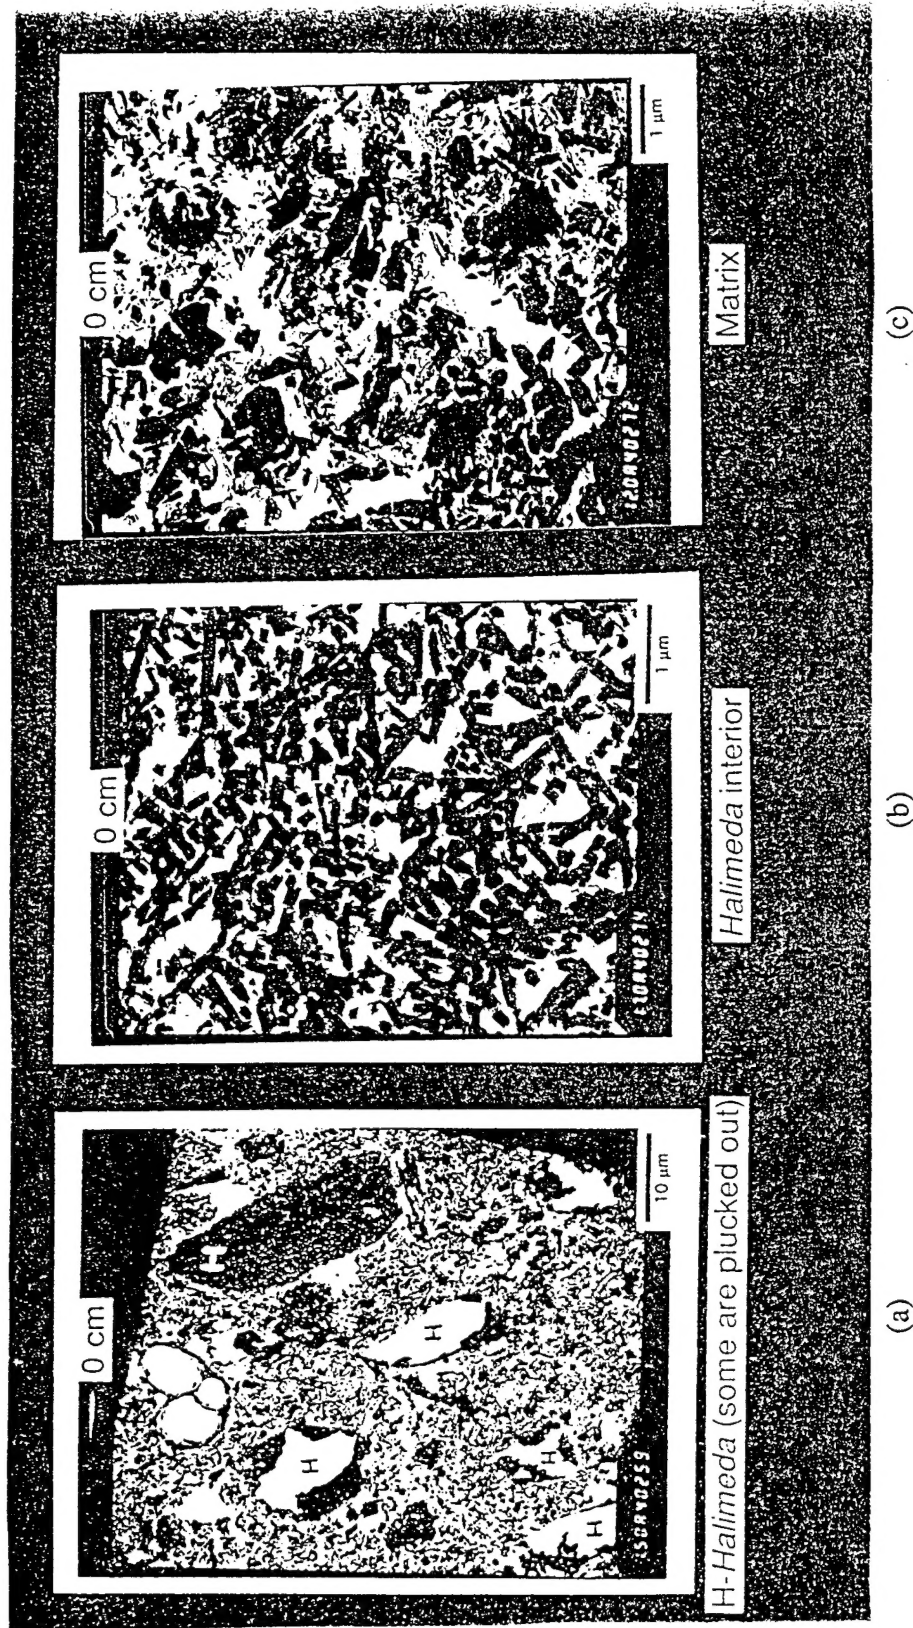 0 cm
H
H
H
H
10 µm
H-Halimeda (some are plucked out)
(a)
0 cm
1 µm
Halimeda interior
(b)
0 cm
1 µm
Matrix
(c)